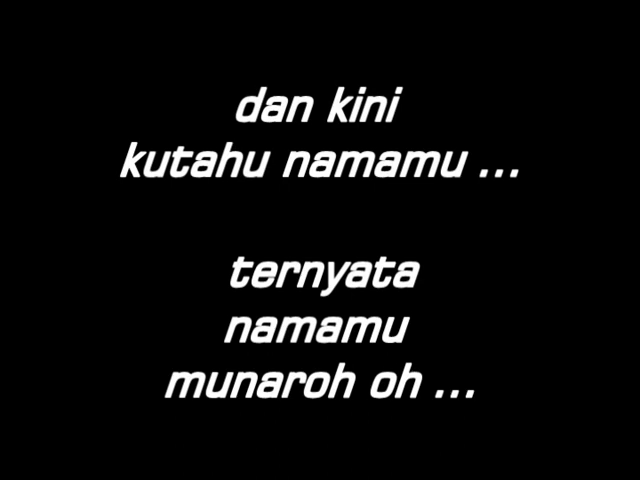 dan kini
kutahu namamu ...
ternyata
namamu
munaroh oh ...